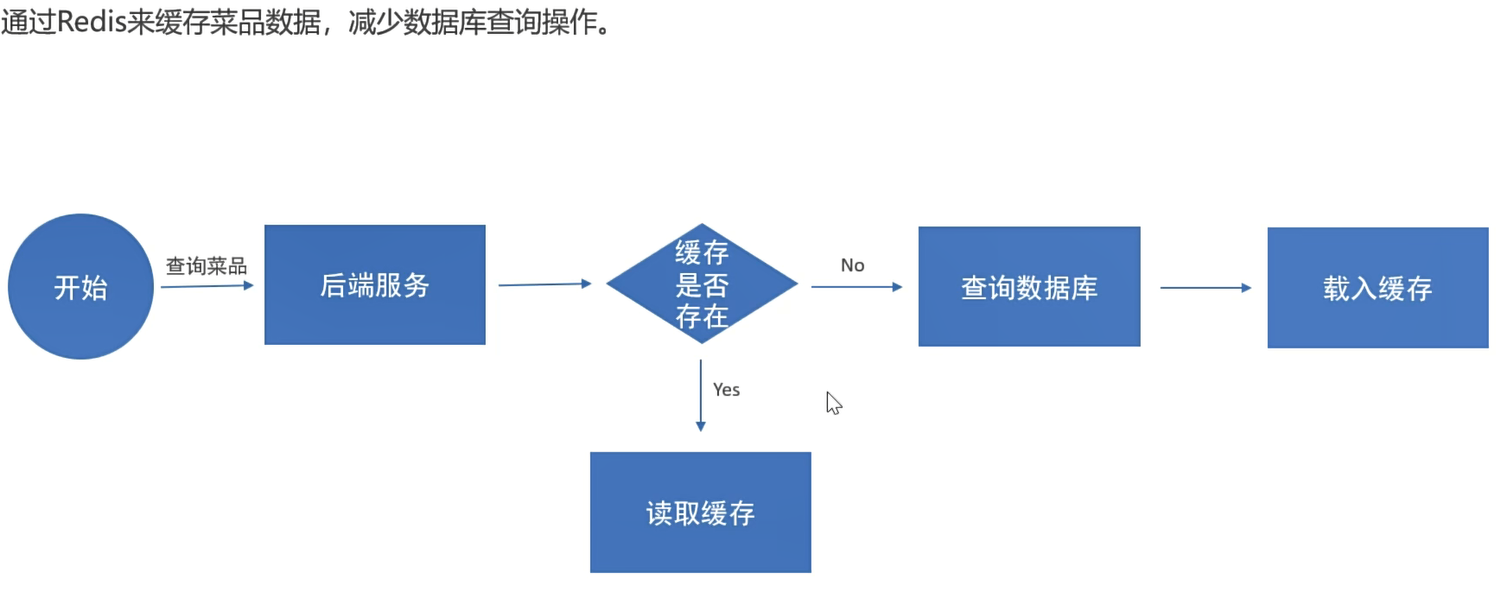 通过Redis来缓存菜品数据，减少数据库查询操作。
开始
查询菜品
后端服务
缓存
是否
存在
No
查询数据库
载入缓存
Yes
读取缓存